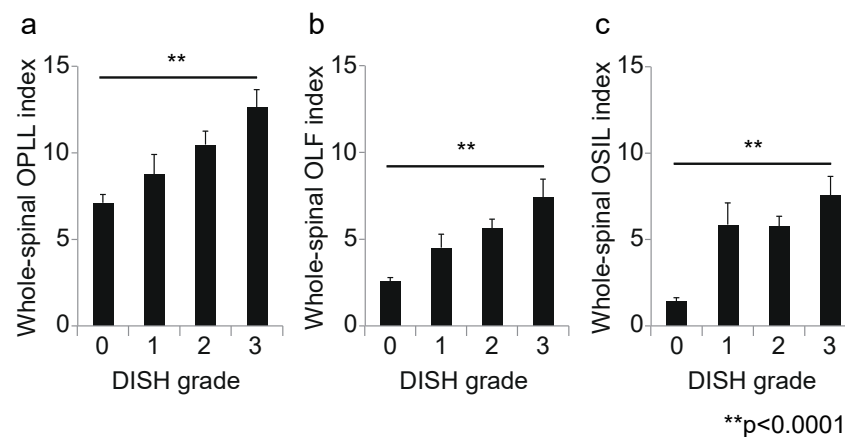 a
Whole-spinal OPLL index
15
10
5
0
**
0 1 2 3
DISH grade
b
Whole-spinal OLF index
15
10
5
0
**
0 1 2 3
DISH grade
c
Whole-spinal OSIL index
15
10
5
0
**
0 1 2 3
DISH grade
**p<0.0001